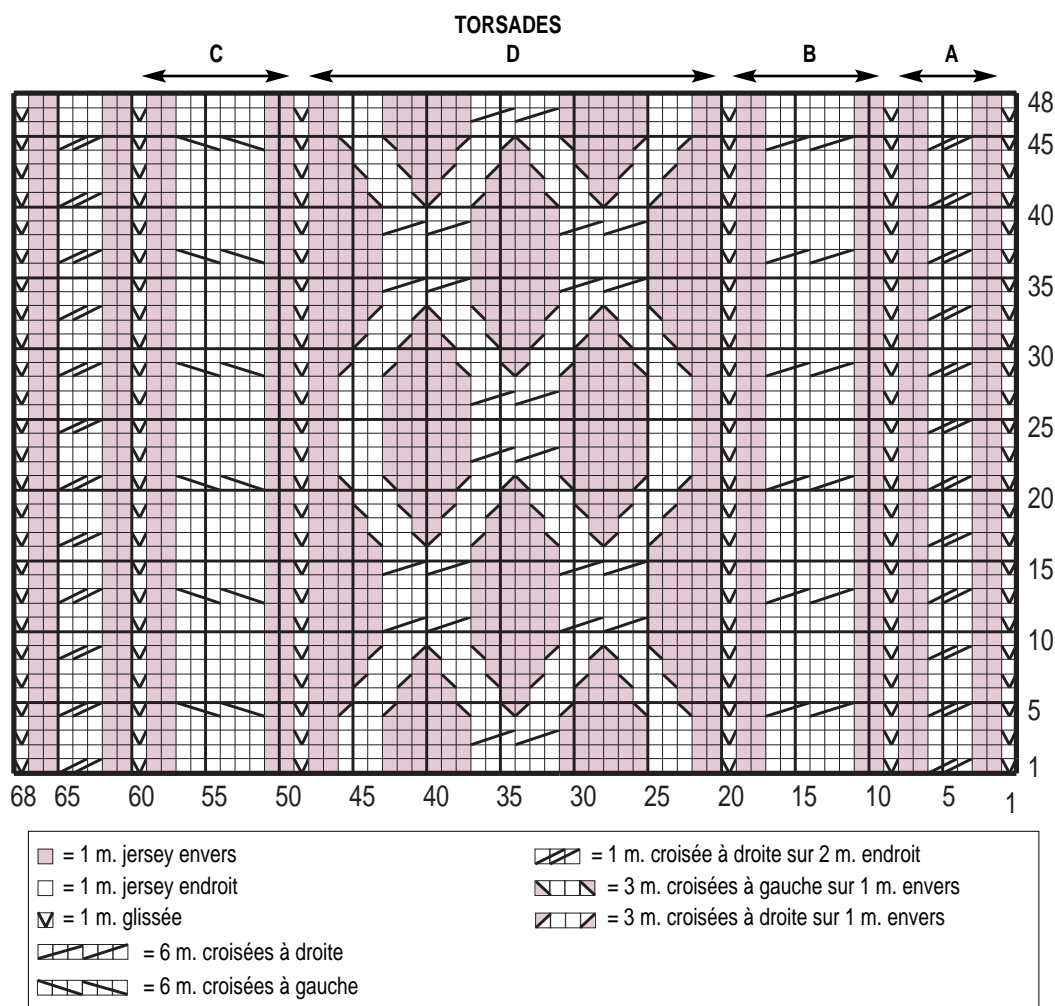 TORSADES
C D B A
48
45
40
35
30
25
20
15
10
5
1
68 65 60 55 50 45 40 35 30 25 20 15 10 5 1
= 1 m. jersey envers
= 1 m. jersey endroit
= 1 m. glissée
= 6 m. croisées à droite
= 6 m. croisées à gauche
= 1 m. croisée à droite sur 2 m. endroit
= 3 m. croisées à gauche sur 1 m. envers
= 3 m. croisées à droite sur 1 m. envers